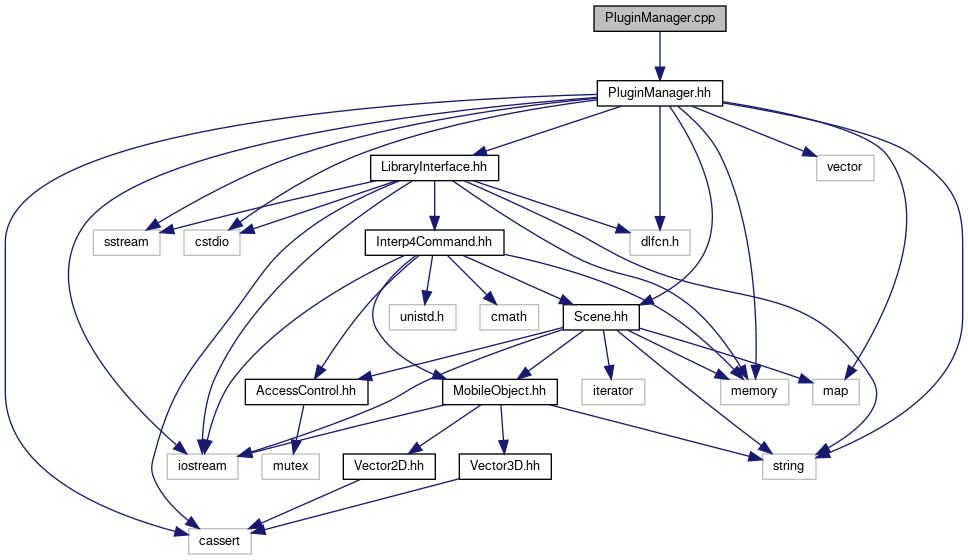 PluginManager.cpp
PluginManager.hh
LibraryInterface.hh
vector
sstream
cstdio
Interp4Command.hh
dlfcn.h
unistd.h
cmath
Scene.hh
AccessControl.hh
MobileObject.hh
iterator
memory
map
iostream
mutex
Vector2D.hh
Vector3D.hh
string
cassert